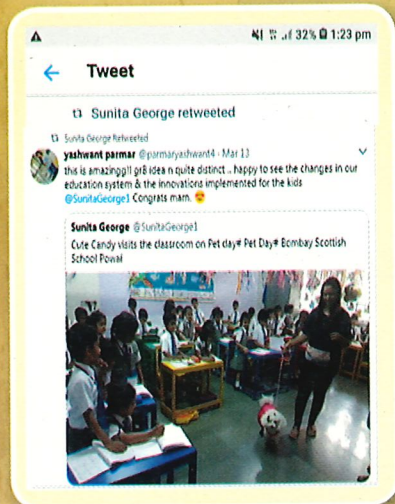 32% 1:23 pm
Tweet
Sunita George retweeted
Sunita George Retweeted
yashwant parmar @parmaryashwant4 · Mar 13
this is amazingg!! gr8 idea n quite distinct .. happy to see the changes in our
education system & the innovations implemented for the kids
@SunitaGeorge1 Congrats mam. 😍
Sunita George @SunitaGeorge1
Cute Candy visits the classroom on Pet day# Pet Day# Bombay Scottish
School Powai